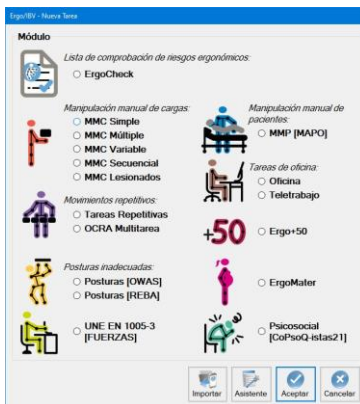 Ergo/IBV - Nueva Tarea
Módulo
Lista de comprobación de riesgos ergonómicos:
ErgoCheck
Manipulación manual de cargas:
MMC Simple
MMC Múltiple
MMC Variable
MMC Secuencial
MMC Lesionados
Movimientos repetitivos:
Tareas Repetitivas
OCRA Multitarea
Posturas inadecuadas:
Posturas [OWAS]
Posturas [REBA]
UNE EN 1005-3
[FUERZAS]
Manipulación manual de
pacientes:
MMP [MAPO]
Tareas de oficina:
Oficina
Teletrabajo
+50
Ergo+50
ErgoMater
Psicosocial
[CoPsoQ-istas21]
Importar
Asistente
Aceptar
Cancelar